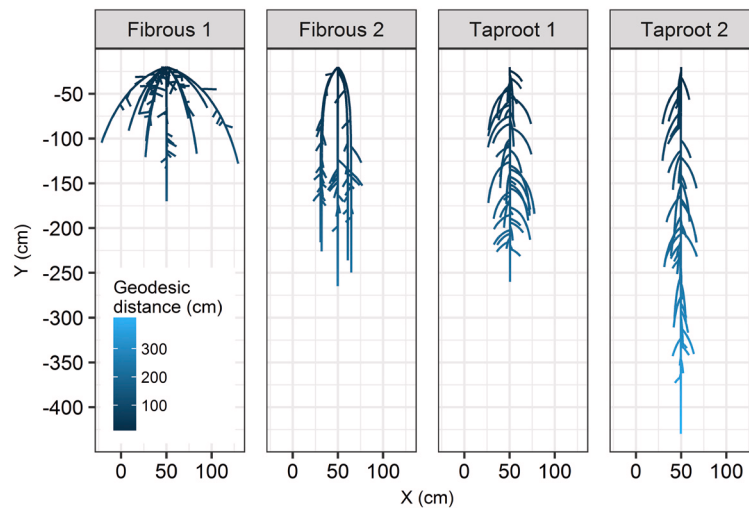 Fibrous 1 Fibrous 2 Taproot 1 Taproot 2
-50
-100
-150
-200
-250
-300
-350
-400
Y (cm)
Geodesic
distance (cm)
300
200
100
0 50 100 0 50 100 0 50 100 0 50 100
X (cm)